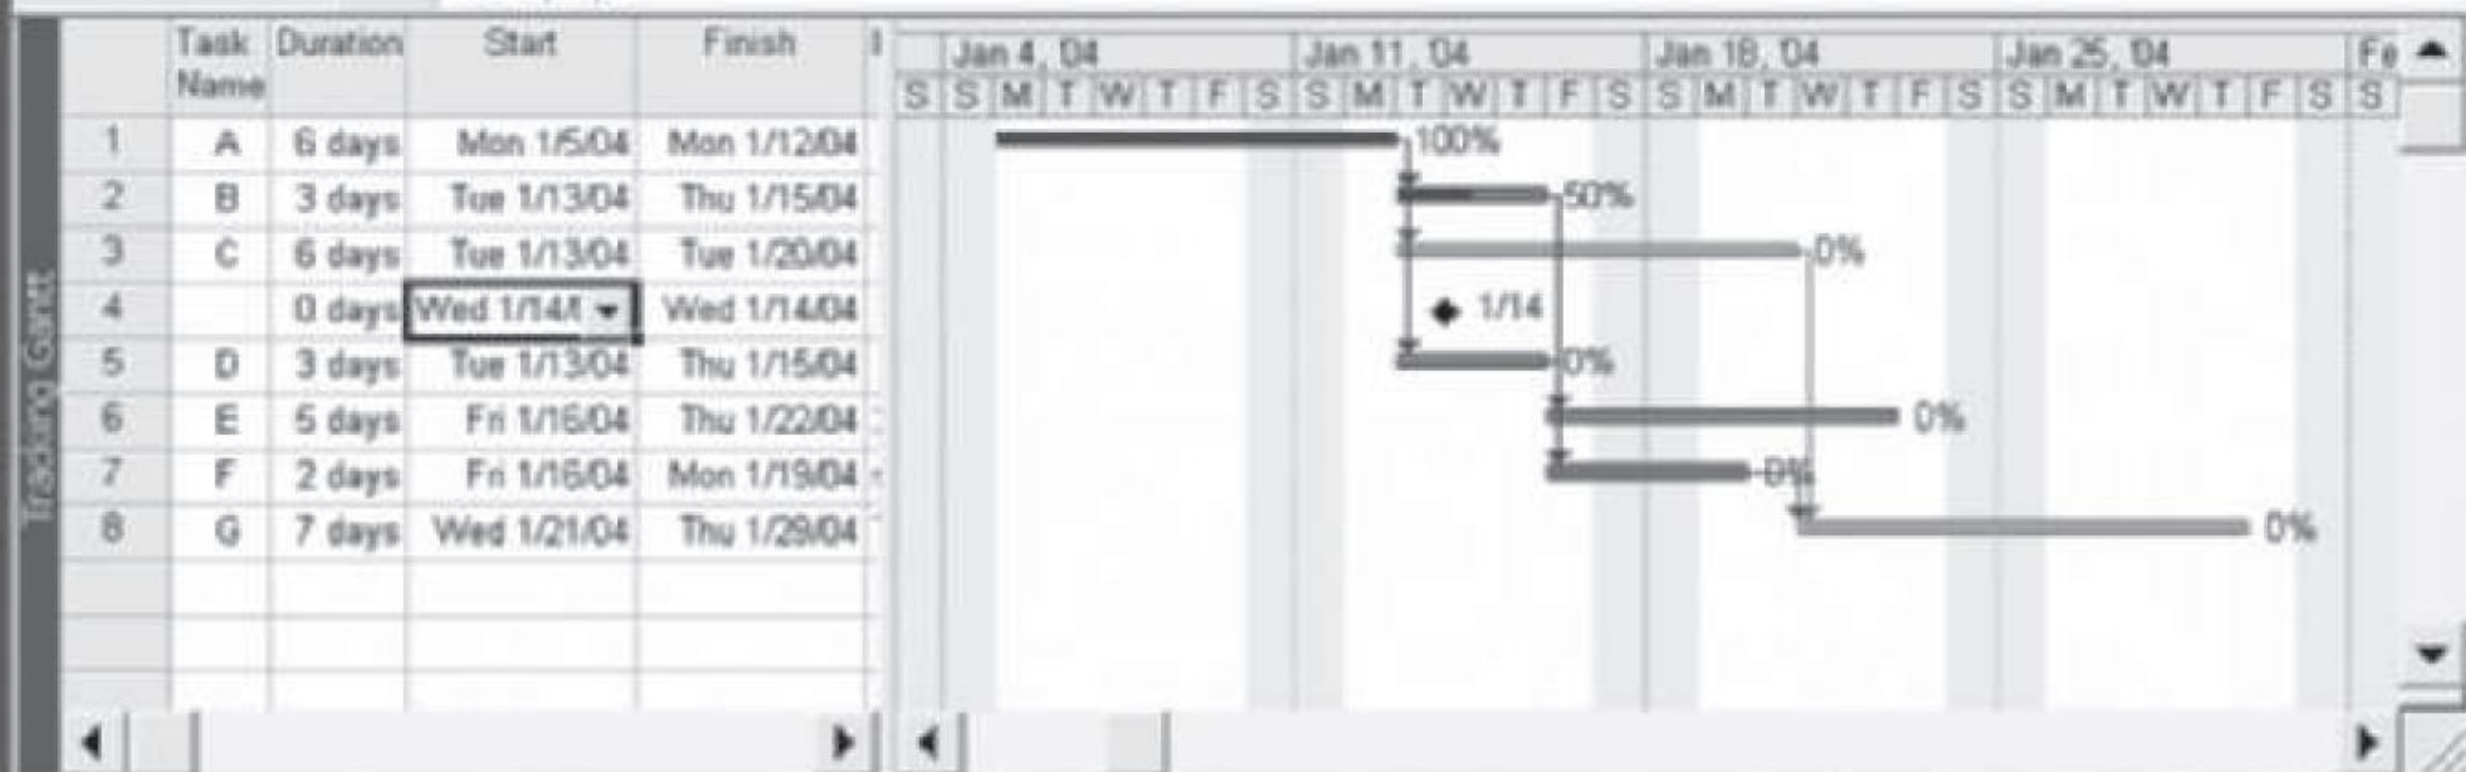 Tracking Gantt
Task Name Duration Start Finish
Jan 4, '04 Jan 11, '04 Jan 18, '04 Jan 25, '04 Fe
S S M T W T F S S M T W T F S S M T W T F S S M T W T F S S
1 A 6 days Mon 1/5/04 Mon 1/12/04 100%
2 B 3 days Tue 1/13/04 Thu 1/15/04 50%
3 C 6 days Tue 1/13/04 Tue 1/20/04 0%
4 0 days Wed 1/14/0 Wed 1/14/04 1/14
5 D 3 days Tue 1/13/04 Thu 1/15/04 0%
6 E 5 days Fri 1/16/04 Thu 1/22/04 0%
7 F 2 days Fri 1/16/04 Mon 1/19/04 0%
8 G 7 days Wed 1/21/04 Thu 1/29/04 0%